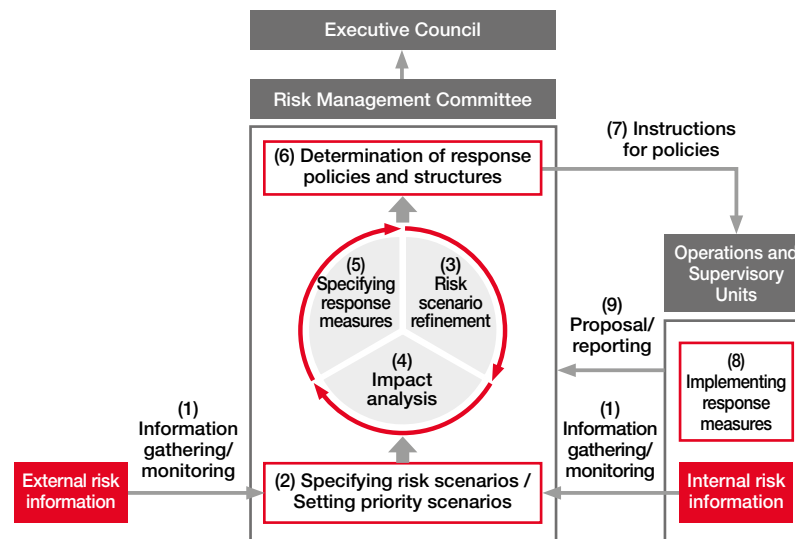 Executive Council
Risk Management Committee
(6) Determination of response
policies and structures
(7) Instructions
for policies
Operations and
Supervisory
Units
(5)
Specifying
response
measures
(3)
Risk
scenario
refinement
(4)
Impact
analysis
(9)
Proposal/
reporting
(8)
Implementing
response
measures
(1)
Information
gathering/
monitoring
(1)
Information
gathering/
monitoring
External risk
information
(2) Specifying risk scenarios /
Setting priority scenarios
Internal risk
information